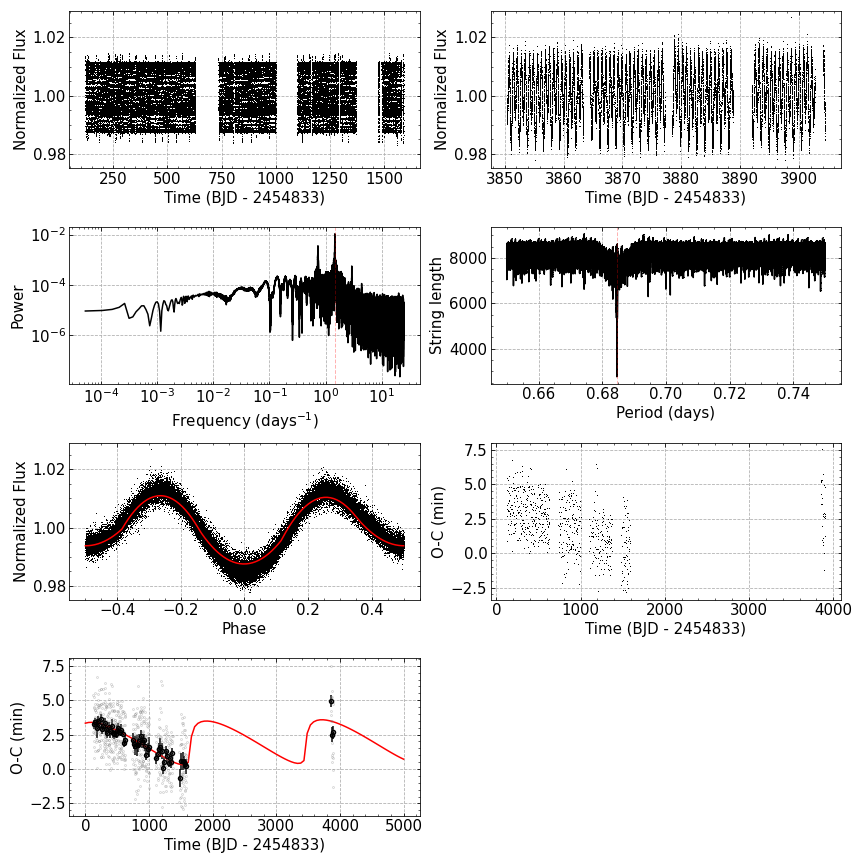 Normalized Flux
1.02
1.00
0.98
250 500 750 1000 1250 1500
Time (BJD - 2454833)
Normalized Flux
1.02
1.00
0.98
3850 3860 3870 3880 3890 3900
Time (BJD - 2454833)
Power
10⁻²
10⁻⁴
10⁻⁶
10⁻⁴ 10⁻³ 10⁻² 10⁻¹ 10⁰ 10¹
Frequency (days⁻¹)
String length
8000
6000
4000
0.66 0.68 0.70 0.72 0.74
Period (days)
Normalized Flux
1.02
1.00
0.98
−0.4 −0.2 0.0 0.2 0.4
Phase
O-C (min)
7.5
5.0
2.5
0.0
−2.5
0 1000 2000 3000 4000
Time (BJD - 2454833)
O-C (min)
7.5
5.0
2.5
0.0
−2.5
0 1000 2000 3000 4000 5000
Time (BJD - 2454833)